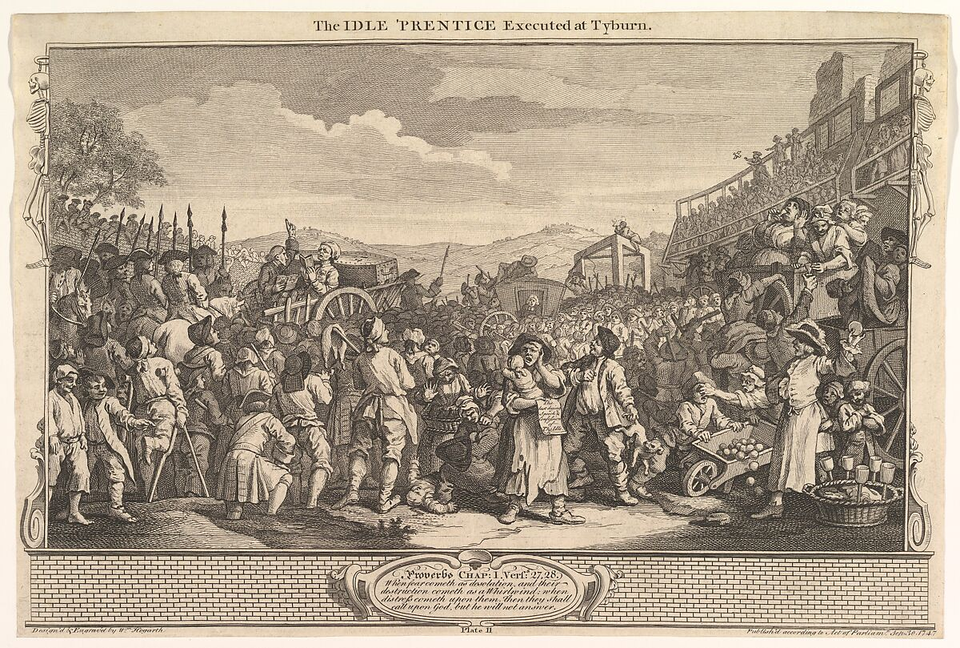 The IDLE 'PRENTICE Executed at Tyburn.
Proverbs CHAP: I. Vers: 27, 28.
When fear cometh as desolation, and their
destruction cometh as a Whirlwind; when
distress cometh upon them, Then they shall
call upon God, but he will not answer.
Design'd & Engrav'd by Wm. Hogarth.
Plate II
Publish'd according to Act of Parliamt. Sep. 30. 1747.